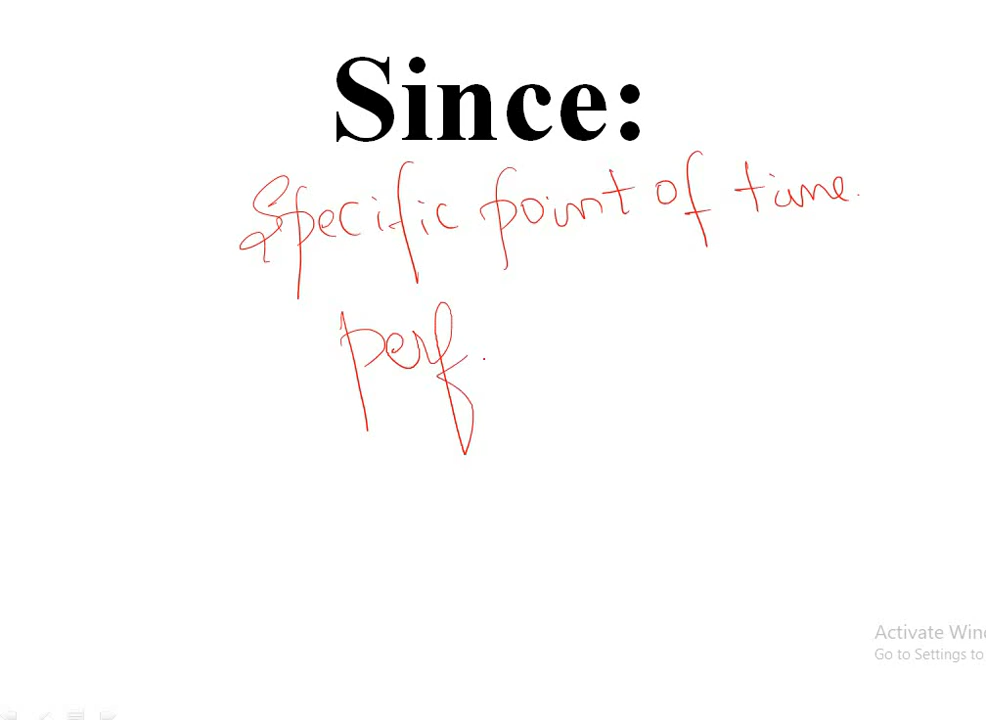 Since:
Specific point of time.
perf.
Activate Win
Go to Settings to